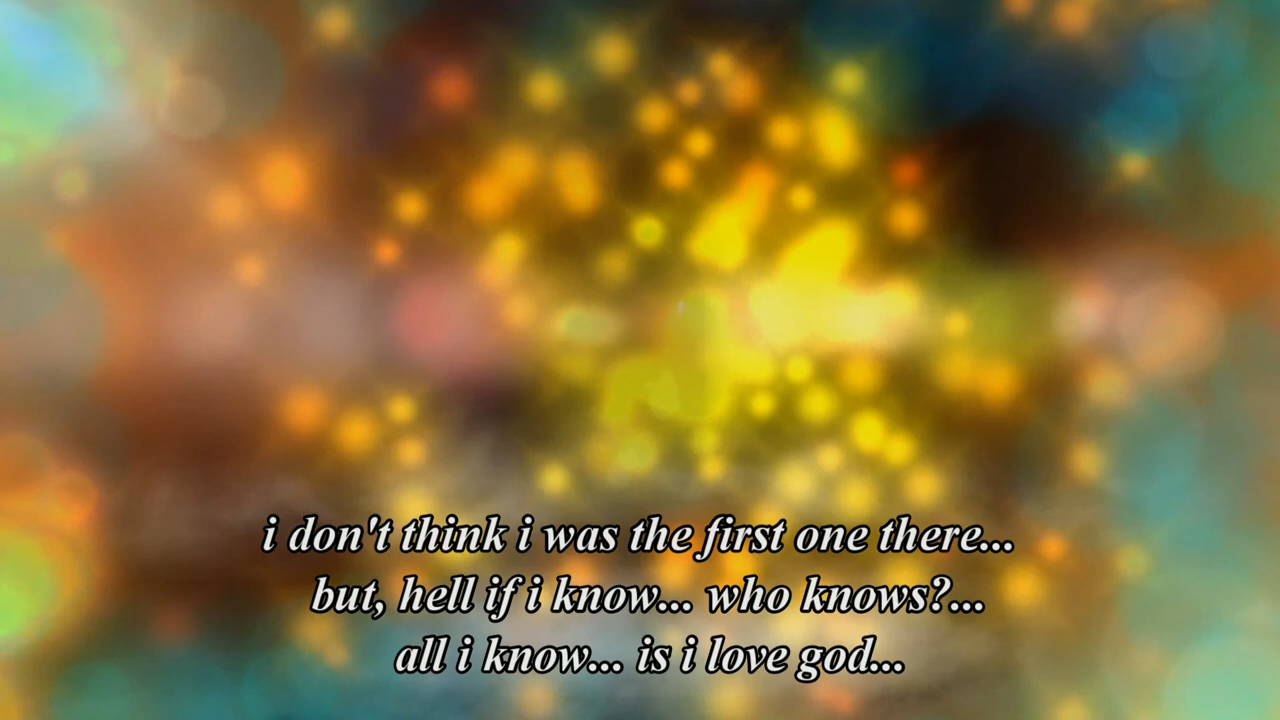 i don't think i was the first one there...
but, hell if i know... who knows?...
all i know... is i love god...